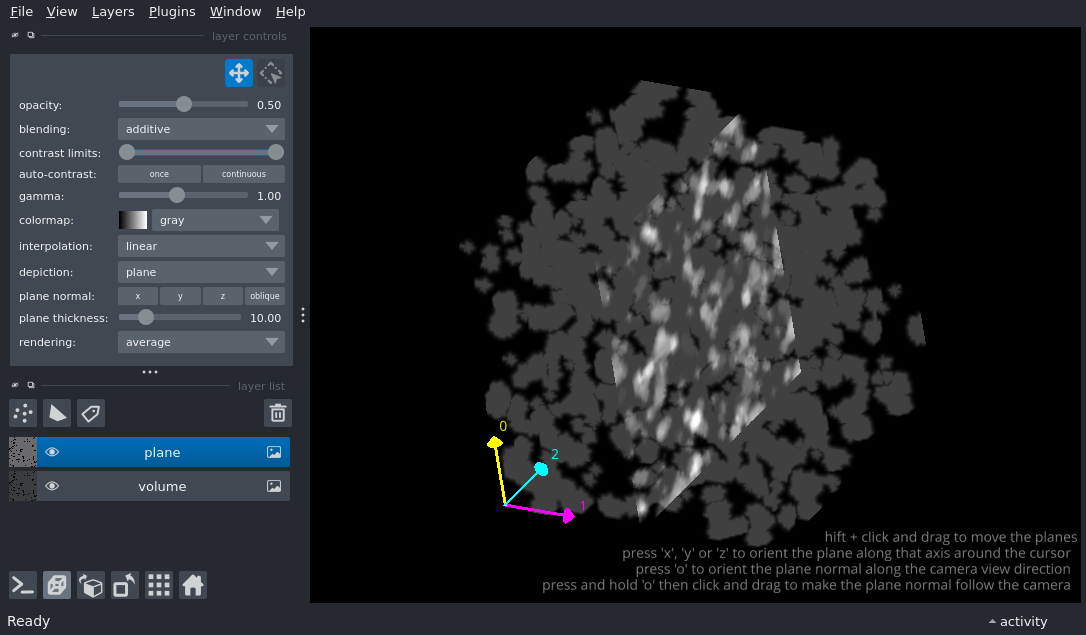 File View Layers Plugins Window Help
layer controls
opacity: 0.50
blending: additive
contrast limits:
auto-contrast: once continuous
gamma: 1.00
colormap: gray
interpolation: linear
depiction: plane
plane normal: x y z oblique
plane thickness: 10.00
rendering: average
layer list
plane
volume
0
2
1
hift + click and drag to move the planes
press 'x', 'y' or 'z' to orient the plane along that axis around the cursor
press 'o' to orient the plane normal along the camera view direction
press and hold 'o' then click and drag to make the plane normal follow the camera
Ready activity